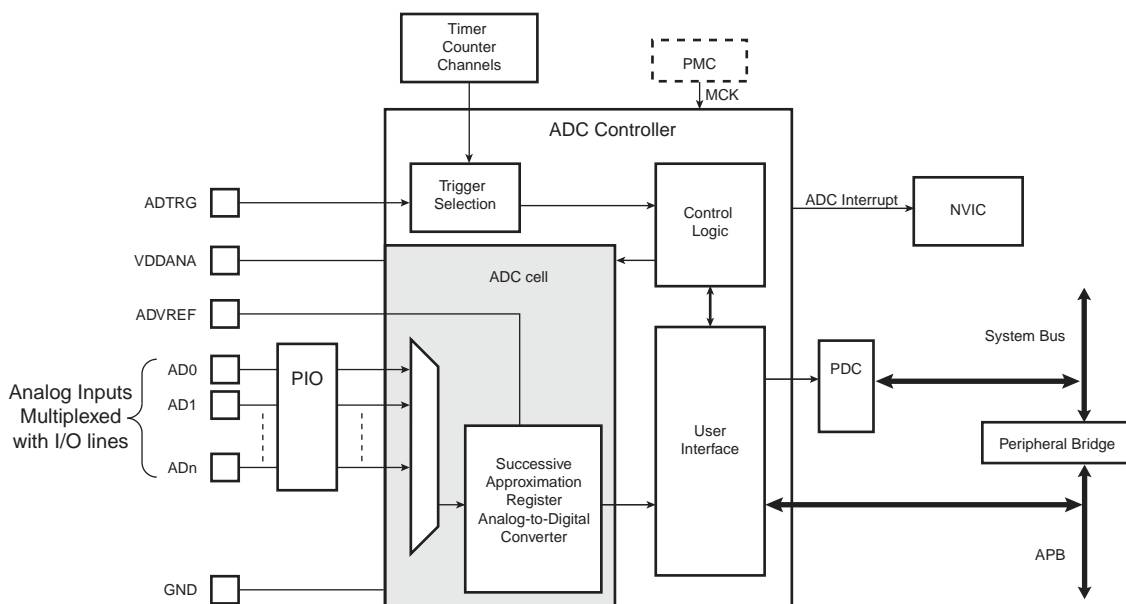 Timer
Counter
Channels
PMC
MCK
ADC Controller
Trigger
Selection
Control
Logic
ADC Interrupt
NVIC
ADTRG
VDDANA
ADC cell
ADVREF
System Bus
AD0
PIO
PDC
Analog Inputs
Multiplexed
with I/O lines
AD1
ADn
User
Interface
Peripheral Bridge
Successive
Approximation
Register
Analog-to-Digital
Converter
APB
GND